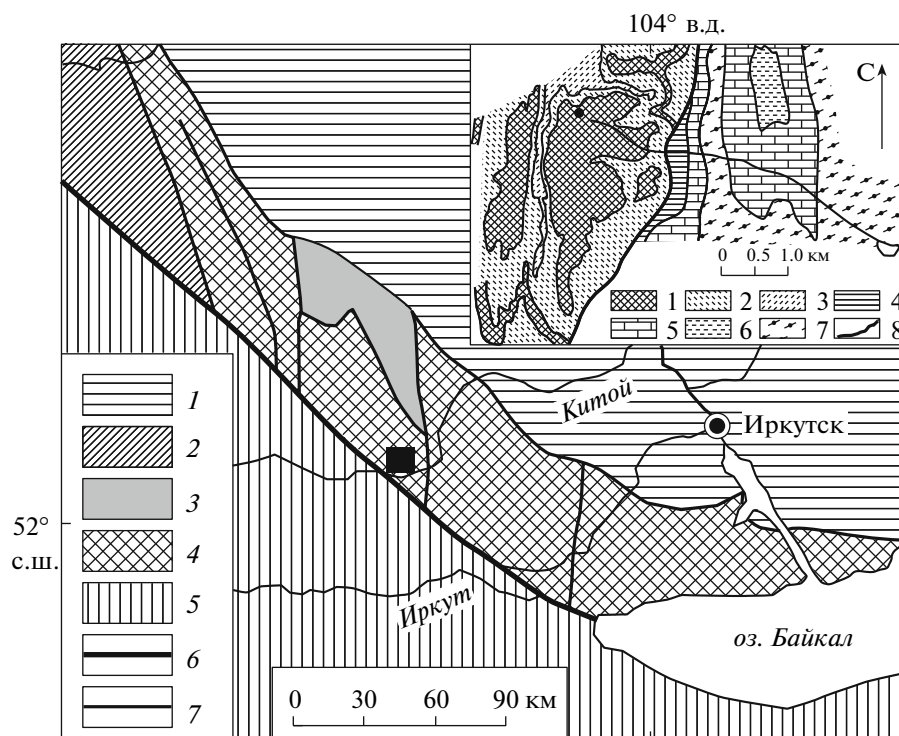 104° в.д.
С
0 0.5 1.0 км
1 2 3 4
5 6 7 8
Китой
Иркутск
1
2
3
52°
с.ш.
4
5
Иркут
6
оз. Байкал
7
0 30 60 90 км